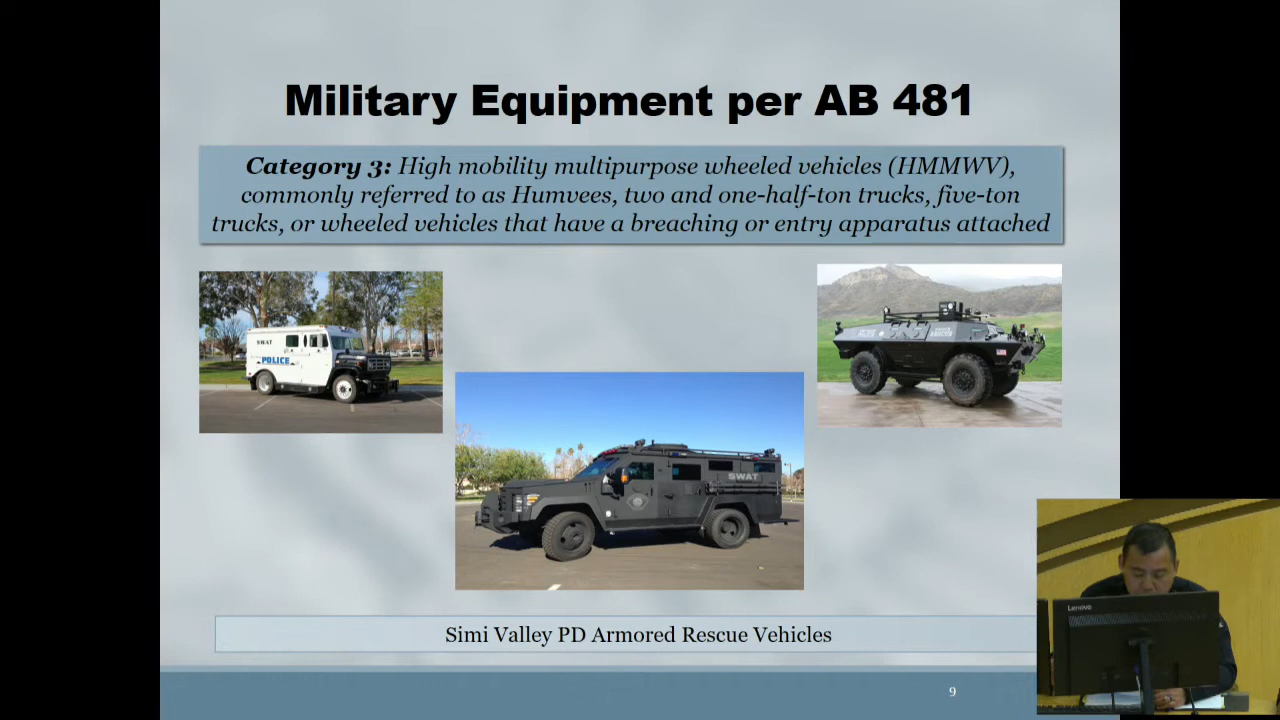 Military Equipment per AB 481
Category 3: High mobility multipurpose wheeled vehicles (HMMWV),
commonly referred to as Humvees, two and one-half-ton trucks, five-ton
trucks, or wheeled vehicles that have a breaching or entry apparatus attached
SWAT
POLICE
SWAT
Simi Valley PD Armored Rescue Vehicles
9
Lenovo